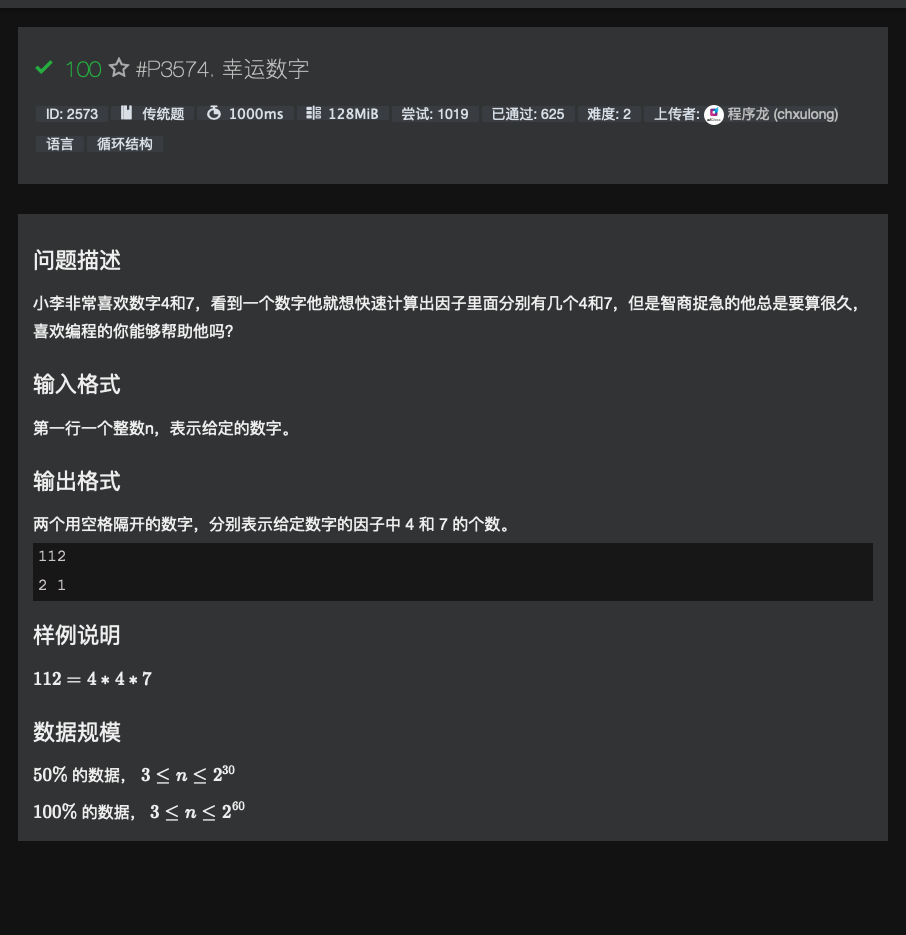 100 #P3574. 幸运数字
ID: 2573 传统题 1000ms 128MiB 尝试: 1019 已通过: 625 难度: 2 上传者: 程序龙 (chxulong)
语言 循环结构
问题描述
小李非常喜欢数字4和7，看到一个数字他就想快速计算出因子里面分别有几个4和7，但是智商捉急的他总是要算很久，
喜欢编程的你能够帮助他吗?
输入格式
第一行一个整数n，表示给定的数字。
输出格式
两个用空格隔开的数字，分别表示给定数字的因子中 4 和 7 的个数。
112
2 1
样例说明
112 = 4 * 4 * 7
数据规模
50% 的数据， 3 ≤ n ≤ 2^30
100% 的数据， 3 ≤ n ≤ 2^60